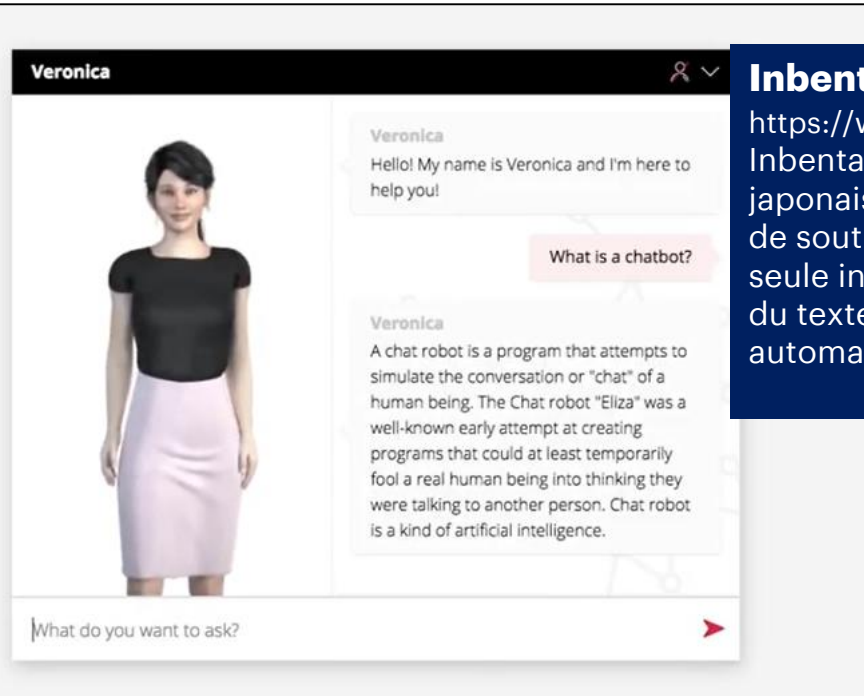 Veronica
Veronica
Hello! My name is Veronica and I'm here to
help you!
What is a chatbot?
Veronica
A chat robot is a program that attempts to
simulate the conversation or "chat" of a
human being. The Chat robot "Eliza" was a
well-known early attempt at creating
programs that could at least temporarily
fool a real human being into thinking they
were talking to another person. Chat robot
is a kind of artificial intelligence.
What do you want to ask?
Inbent
https://
Inbenta
japonais
de sout
seule in
du texte
automa